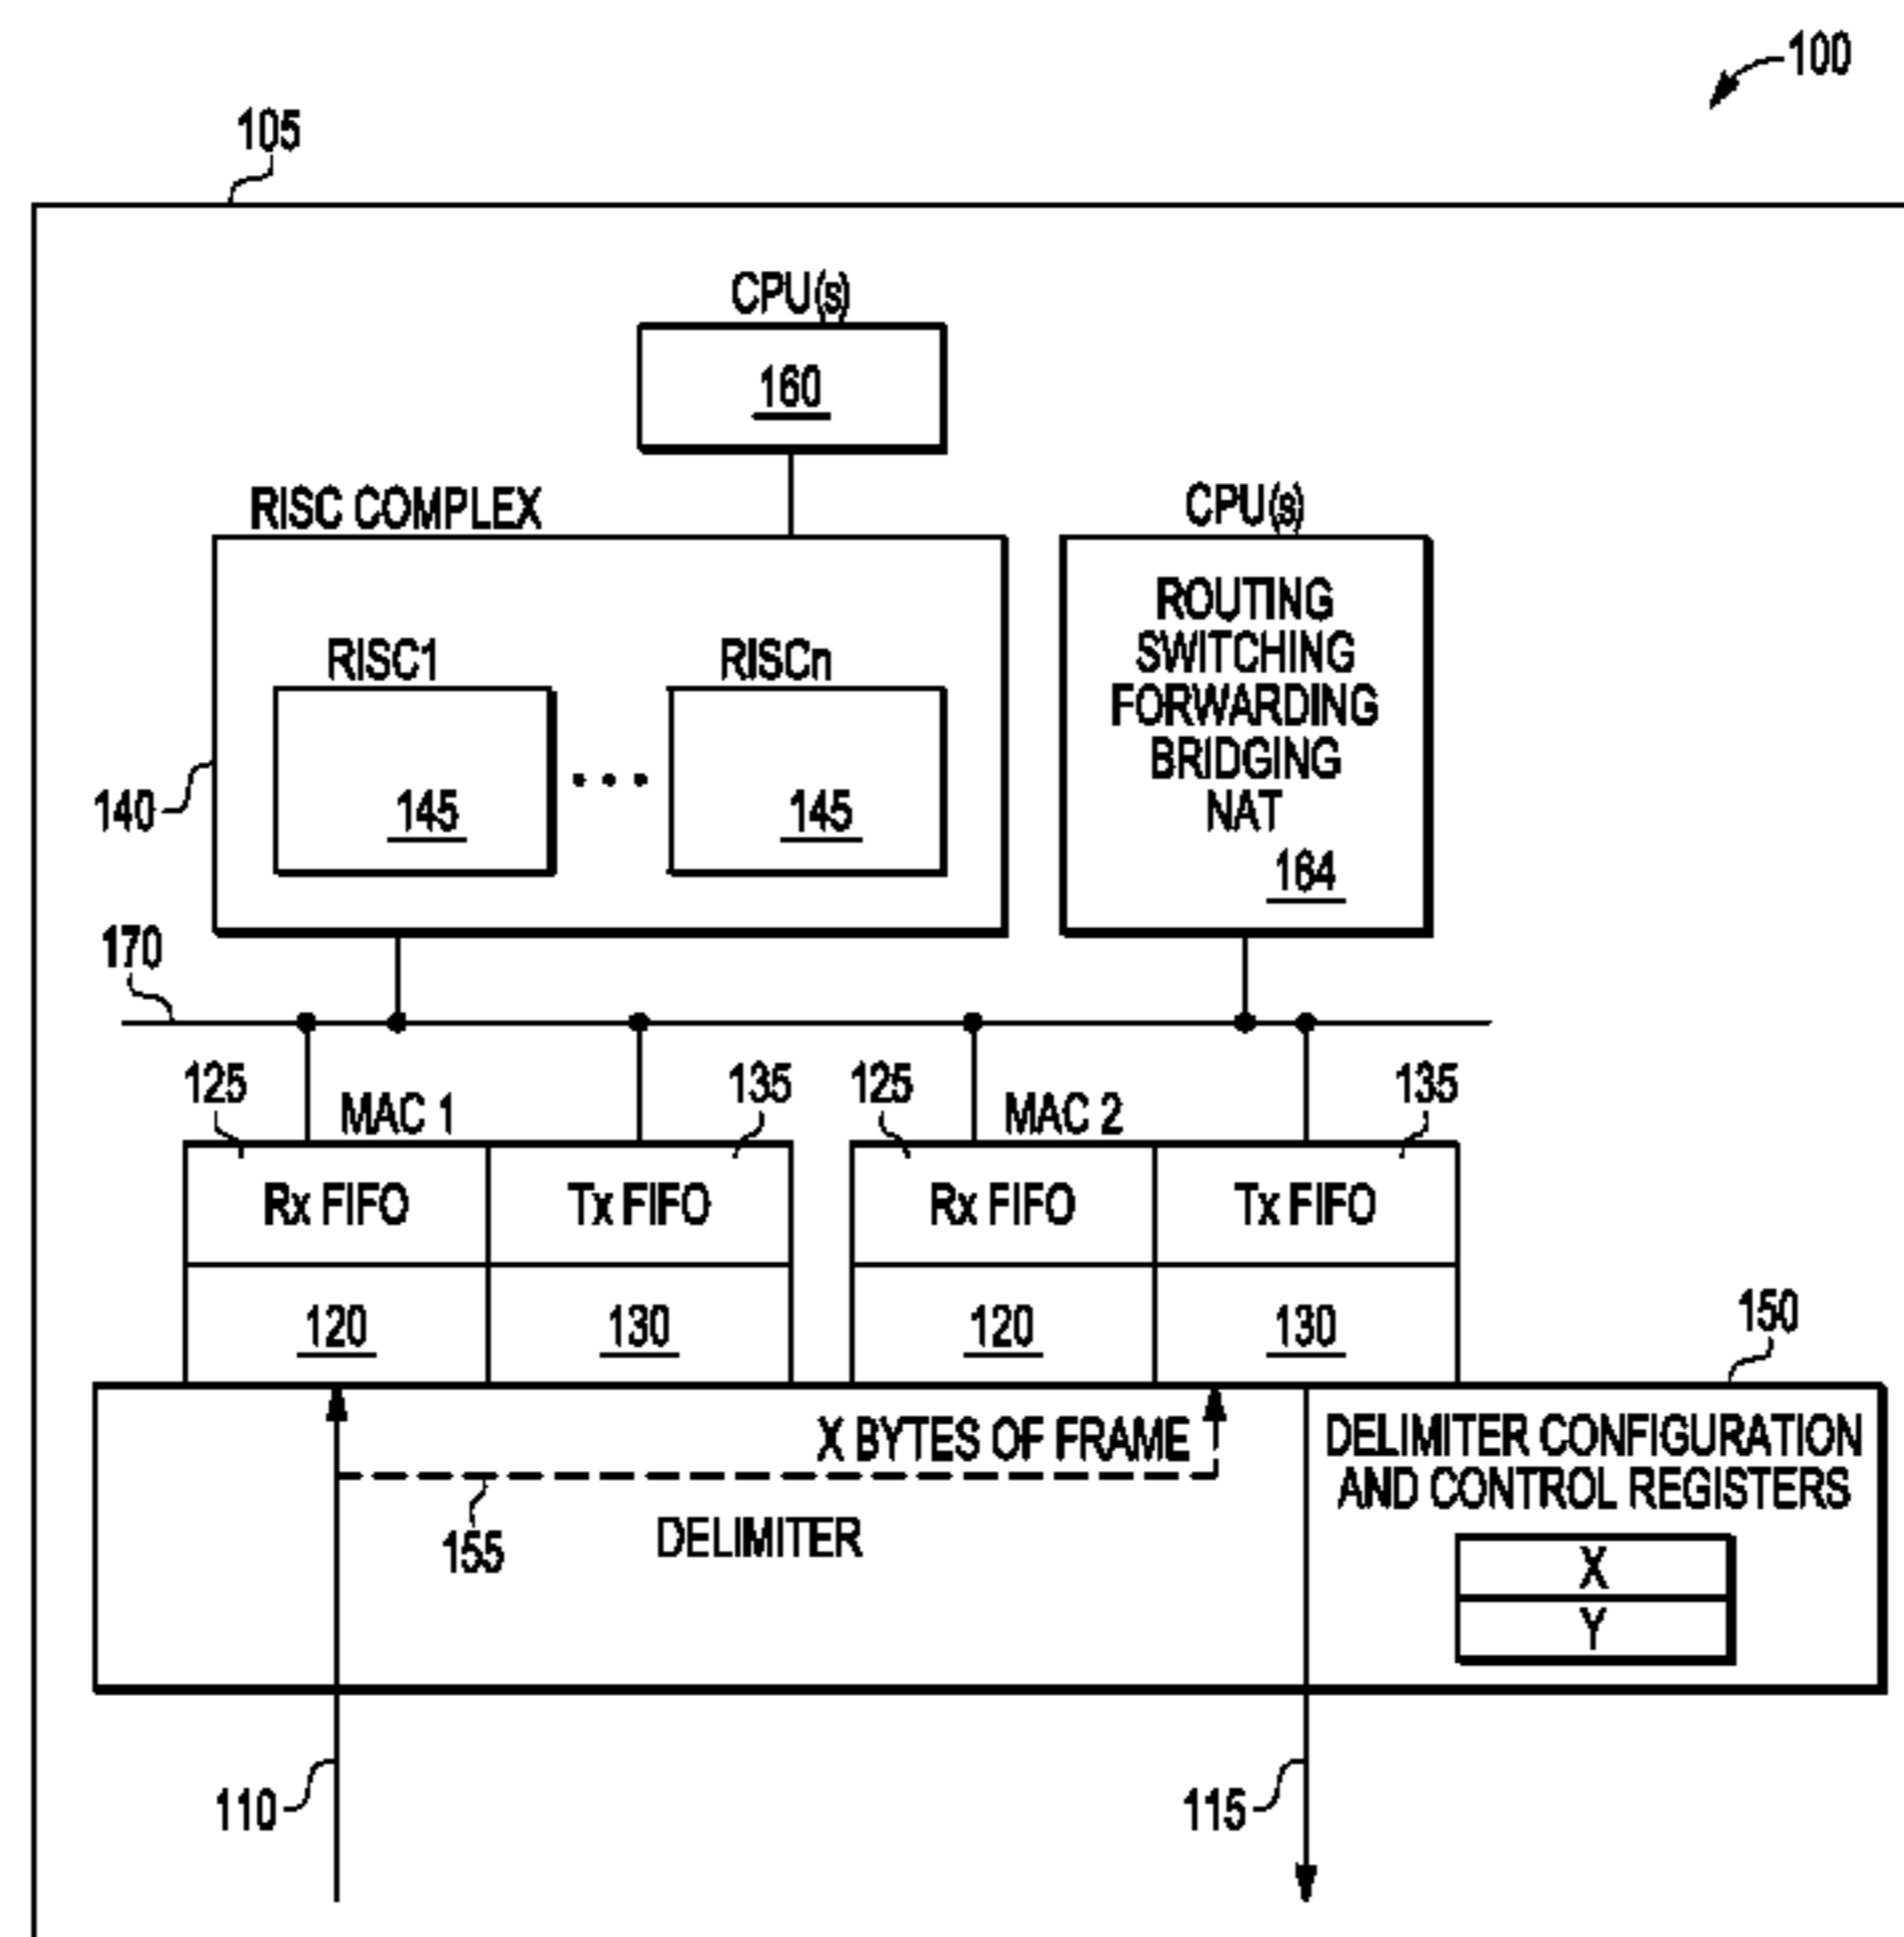 100
105
CPU(s)
160
RISC COMPLEX
CPU(s)
RISC1
RISCn
ROUTING
SWITCHING
FORWARDING
BRIDGING
NAT
164
140
145
145
170
125
MAC 1
135
125
MAC 2
135
Rx FIFO
Tx FIFO
Rx FIFO
Tx FIFO
120
130
120
130
150
X BYTES OF FRAME
DELIMITER CONFIGURATION
AND CONTROL REGISTERS
155
DELIMITER
X
Y
110
115